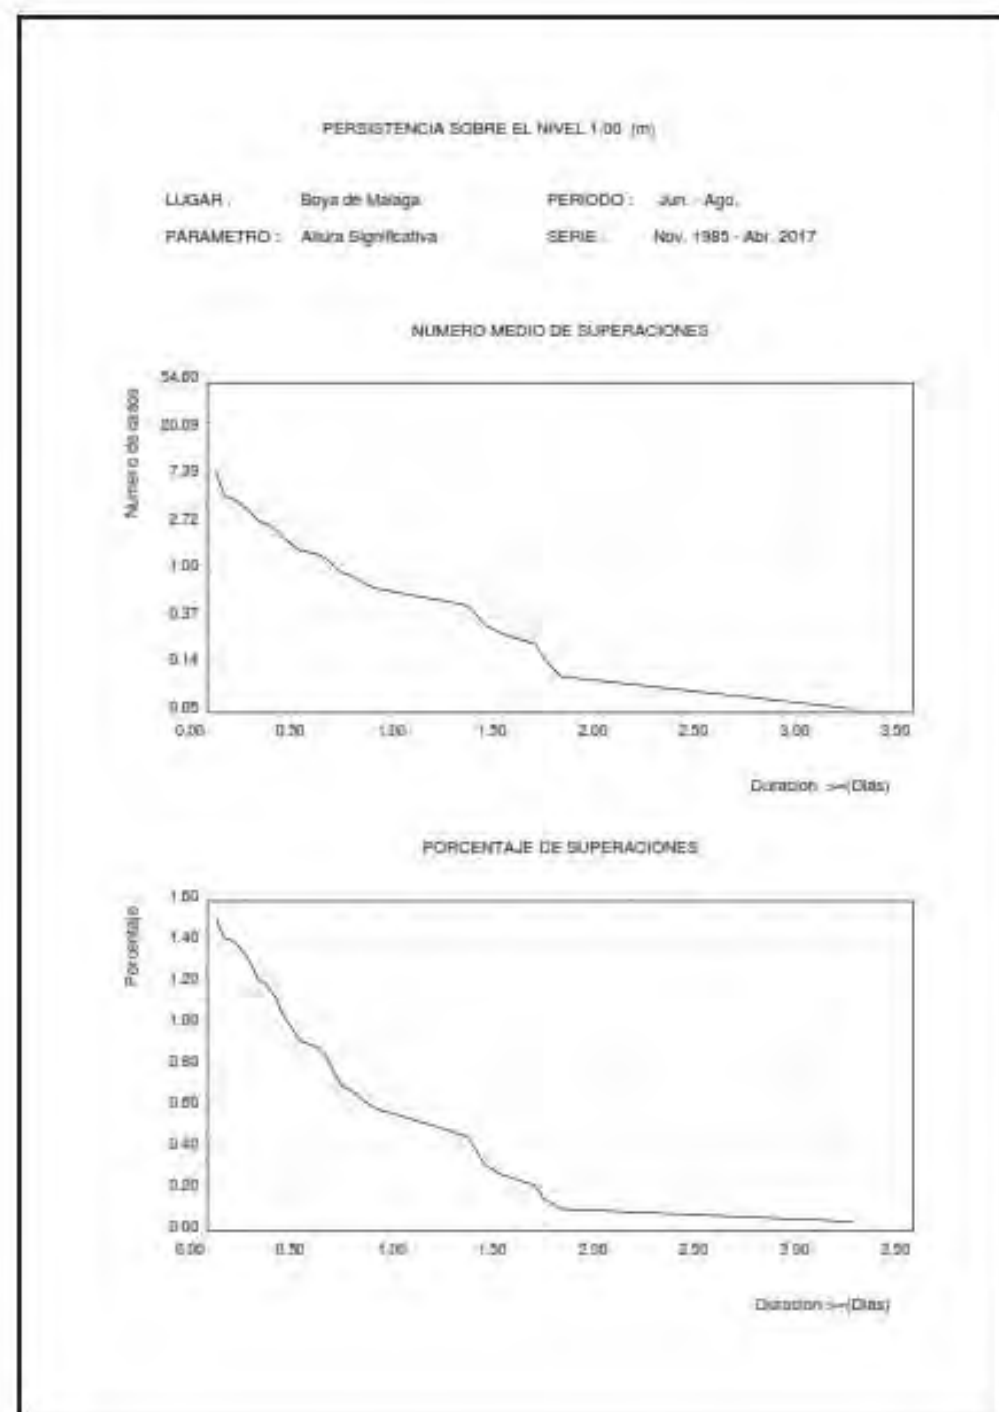 PERSISTENCIA SOBRE EL NIVEL 1.00 (m)
LUGAR : Boya de Malaga PERIODO : Jun. - Ago.
PARAMETRO : Altura Significativa SERIE : Nov. 1985 - Abr. 2017
NUMERO MEDIO DE SUPERACIONES
Numero de casos
54.60
20.09
7.39
2.72
1.00
0.37
0.14
0.05
0.00 0.50 1.00 1.50 2.00 2.50 3.00 3.50
Duracion >=(Dias)
PORCENTAJE DE SUPERACIONES
Porcentaje
1.60
1.40
1.20
1.00
0.80
0.60
0.40
0.20
0.00
0.00 0.50 1.00 1.50 2.00 2.50 3.00 3.50
Duracion >=(Dias)